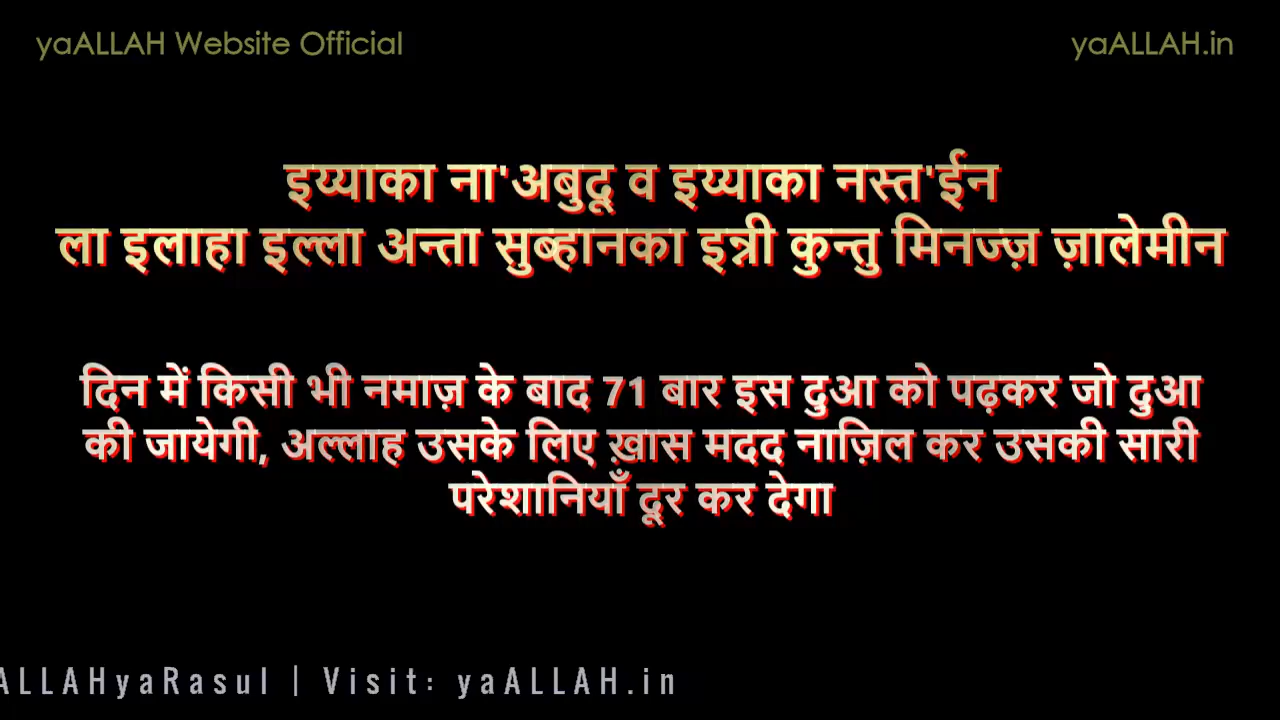 yaALLAH Website Official
yaALLAH.in
इय्याका ना'अबुदू व इय्याका नस्त'ईन
ला इलाहा इल्ला अन्ता सुब्हानका इन्नी कुन्तु मिनज्ज़ ज़ालेमीन
दिन में किसी भी नमाज़ के बाद 71 बार इस दुआ को पढ़कर जो दुआ
की जायेगी, अल्लाह उसके लिए ख़ास मदद नाज़िल कर उसकी सारी
परेशानियाँ दूर कर देगा
ALLAHyaRasul | Visit: yaALLAH.in